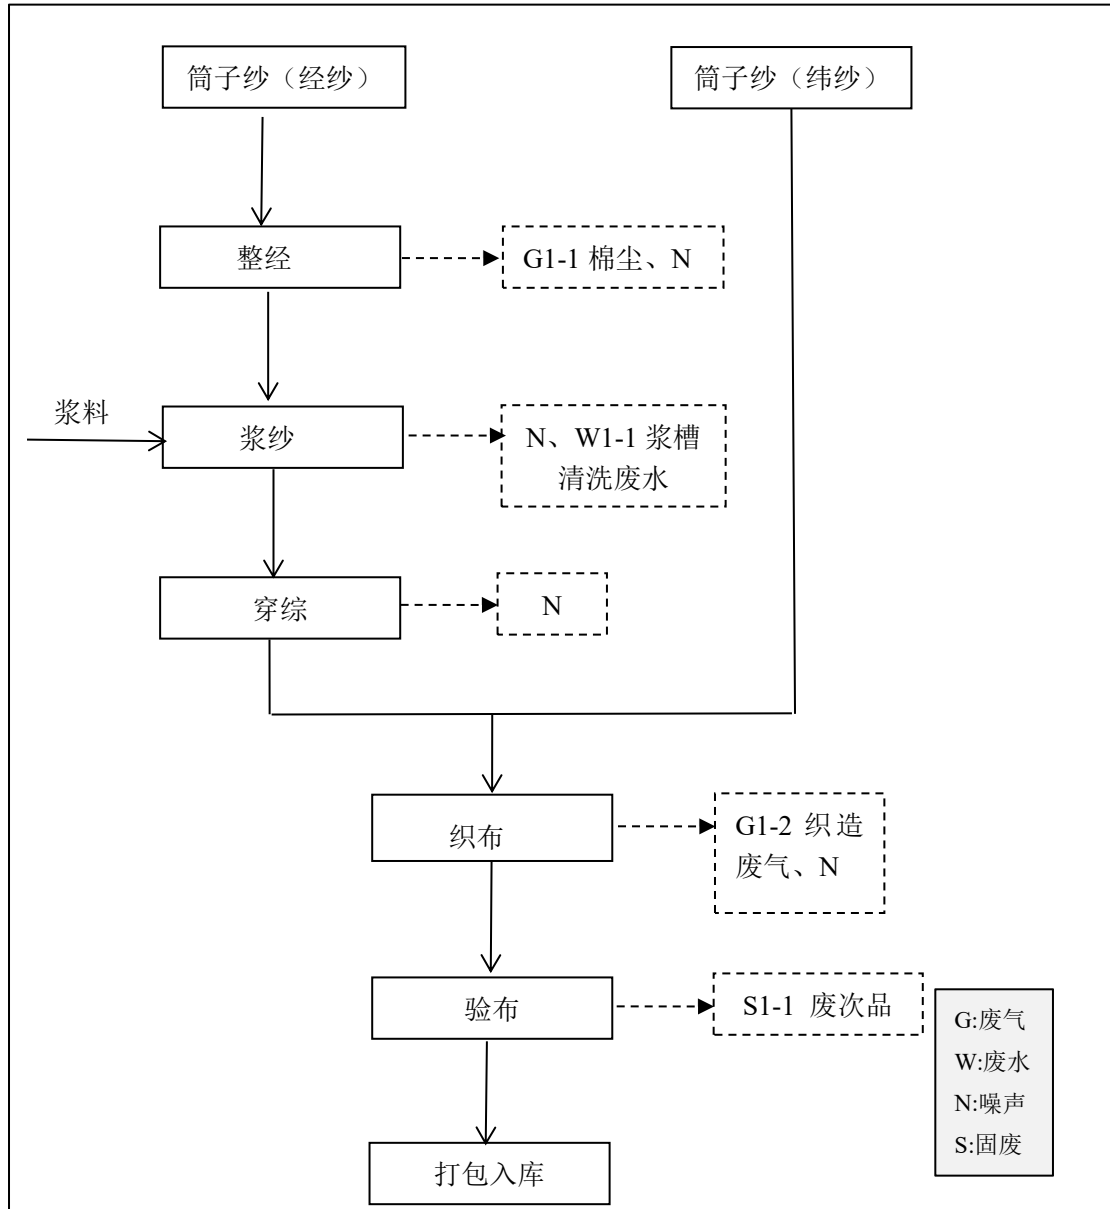 筒子纱（经纱）
筒子纱（纬纱）
整经
G1-1 棉尘、N
浆料
浆纱
N、W1-1 浆槽
清洗废水
穿综
N
织布
G1-2 织造
废气、N
验布
S1-1 废次品
G:废气
W:废水
N:噪声
S:固废
打包入库